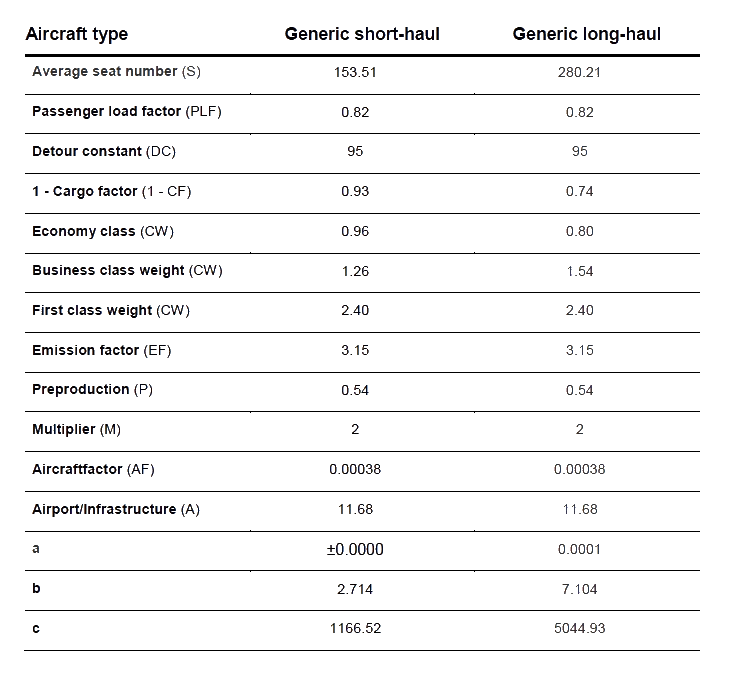 Aircraft type Generic short-haul Generic long-haul
Average seat number (S) 153.51 280.21
Passenger load factor (PLF) 0.82 0.82
Detour constant (DC) 95 95
1 - Cargo factor (1 - CF) 0.93 0.74
Economy class (CW) 0.96 0.80
Business class weight (CW) 1.26 1.54
First class weight (CW) 2.40 2.40
Emission factor (EF) 3.15 3.15
Preproduction (P) 0.54 0.54
Multiplier (M) 2 2
Aircraftfactor (AF) 0.00038 0.00038
Airport/Infrastructure (A) 11.68 11.68
a ±0.0000 0.0001
b 2.714 7.104
c 1166.52 5044.93